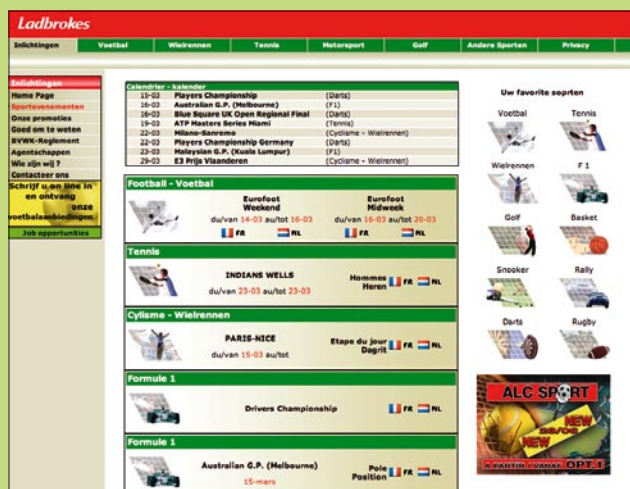 Ladbrokes
Inlichtingen Voetbal Wielrennen Tennis Motorsport Golf Andere Sporten Privacy
Inlichtingen
Home Page
Sportevenementen
Onze promoties
Goed om te weten
BVWK-Reglement
Agentschappen
Wie zijn wij ?
Contacteer ons
Schrijf u on line in
en ontvang
onze
voetbalaanbiedingen
Job opportunities
Calendrier - kalender
15-03 Players Championship (Darts)
16-03 Australian G.P. (Melbourne) (F1)
16-03 Blue Square UK Open Regional Final (Darts)
19-03 ATP Masters Series Miami (Tennis)
22-03 Milano-Sanremo (Cyclisme - Wielrennen)
22-03 Players Championship Germany (Darts)
23-03 Malaysian G.P. (Kuala Lumpur) (F1)
29-03 E3 Prijs Vlaanderen (Cyclisme - Wielrennen)
Football - Voetbal
Eurofoot
Weekend
du/van 14-03 au/tot 16-03
FR NL
Eurofoot
Midweek
du/van 16-03 au/tot 20-03
FR NL
Tennis
INDIANS WELLS
du/van 23-03 au/tot 23-03
Hommes
Heren
FR NL
Cylisme - Wielrennen
PARIS-NICE
du/van 15-03 au/tot
Etape du jour
Dagrit
FR NL
Formule 1
Drivers Championship
FR NL
Formule 1
Australian G.P. (Melbourne)
15-mars
Pole
Position
FR NL
Uw favorite soprten
Voetbal Tennis
Wielrennen F 1
Golf Basket
Snooker Rally
Darts Rugby
ALC SPORT
NEW
28/06
NEW
A PARTIR / VANAF OPT.1